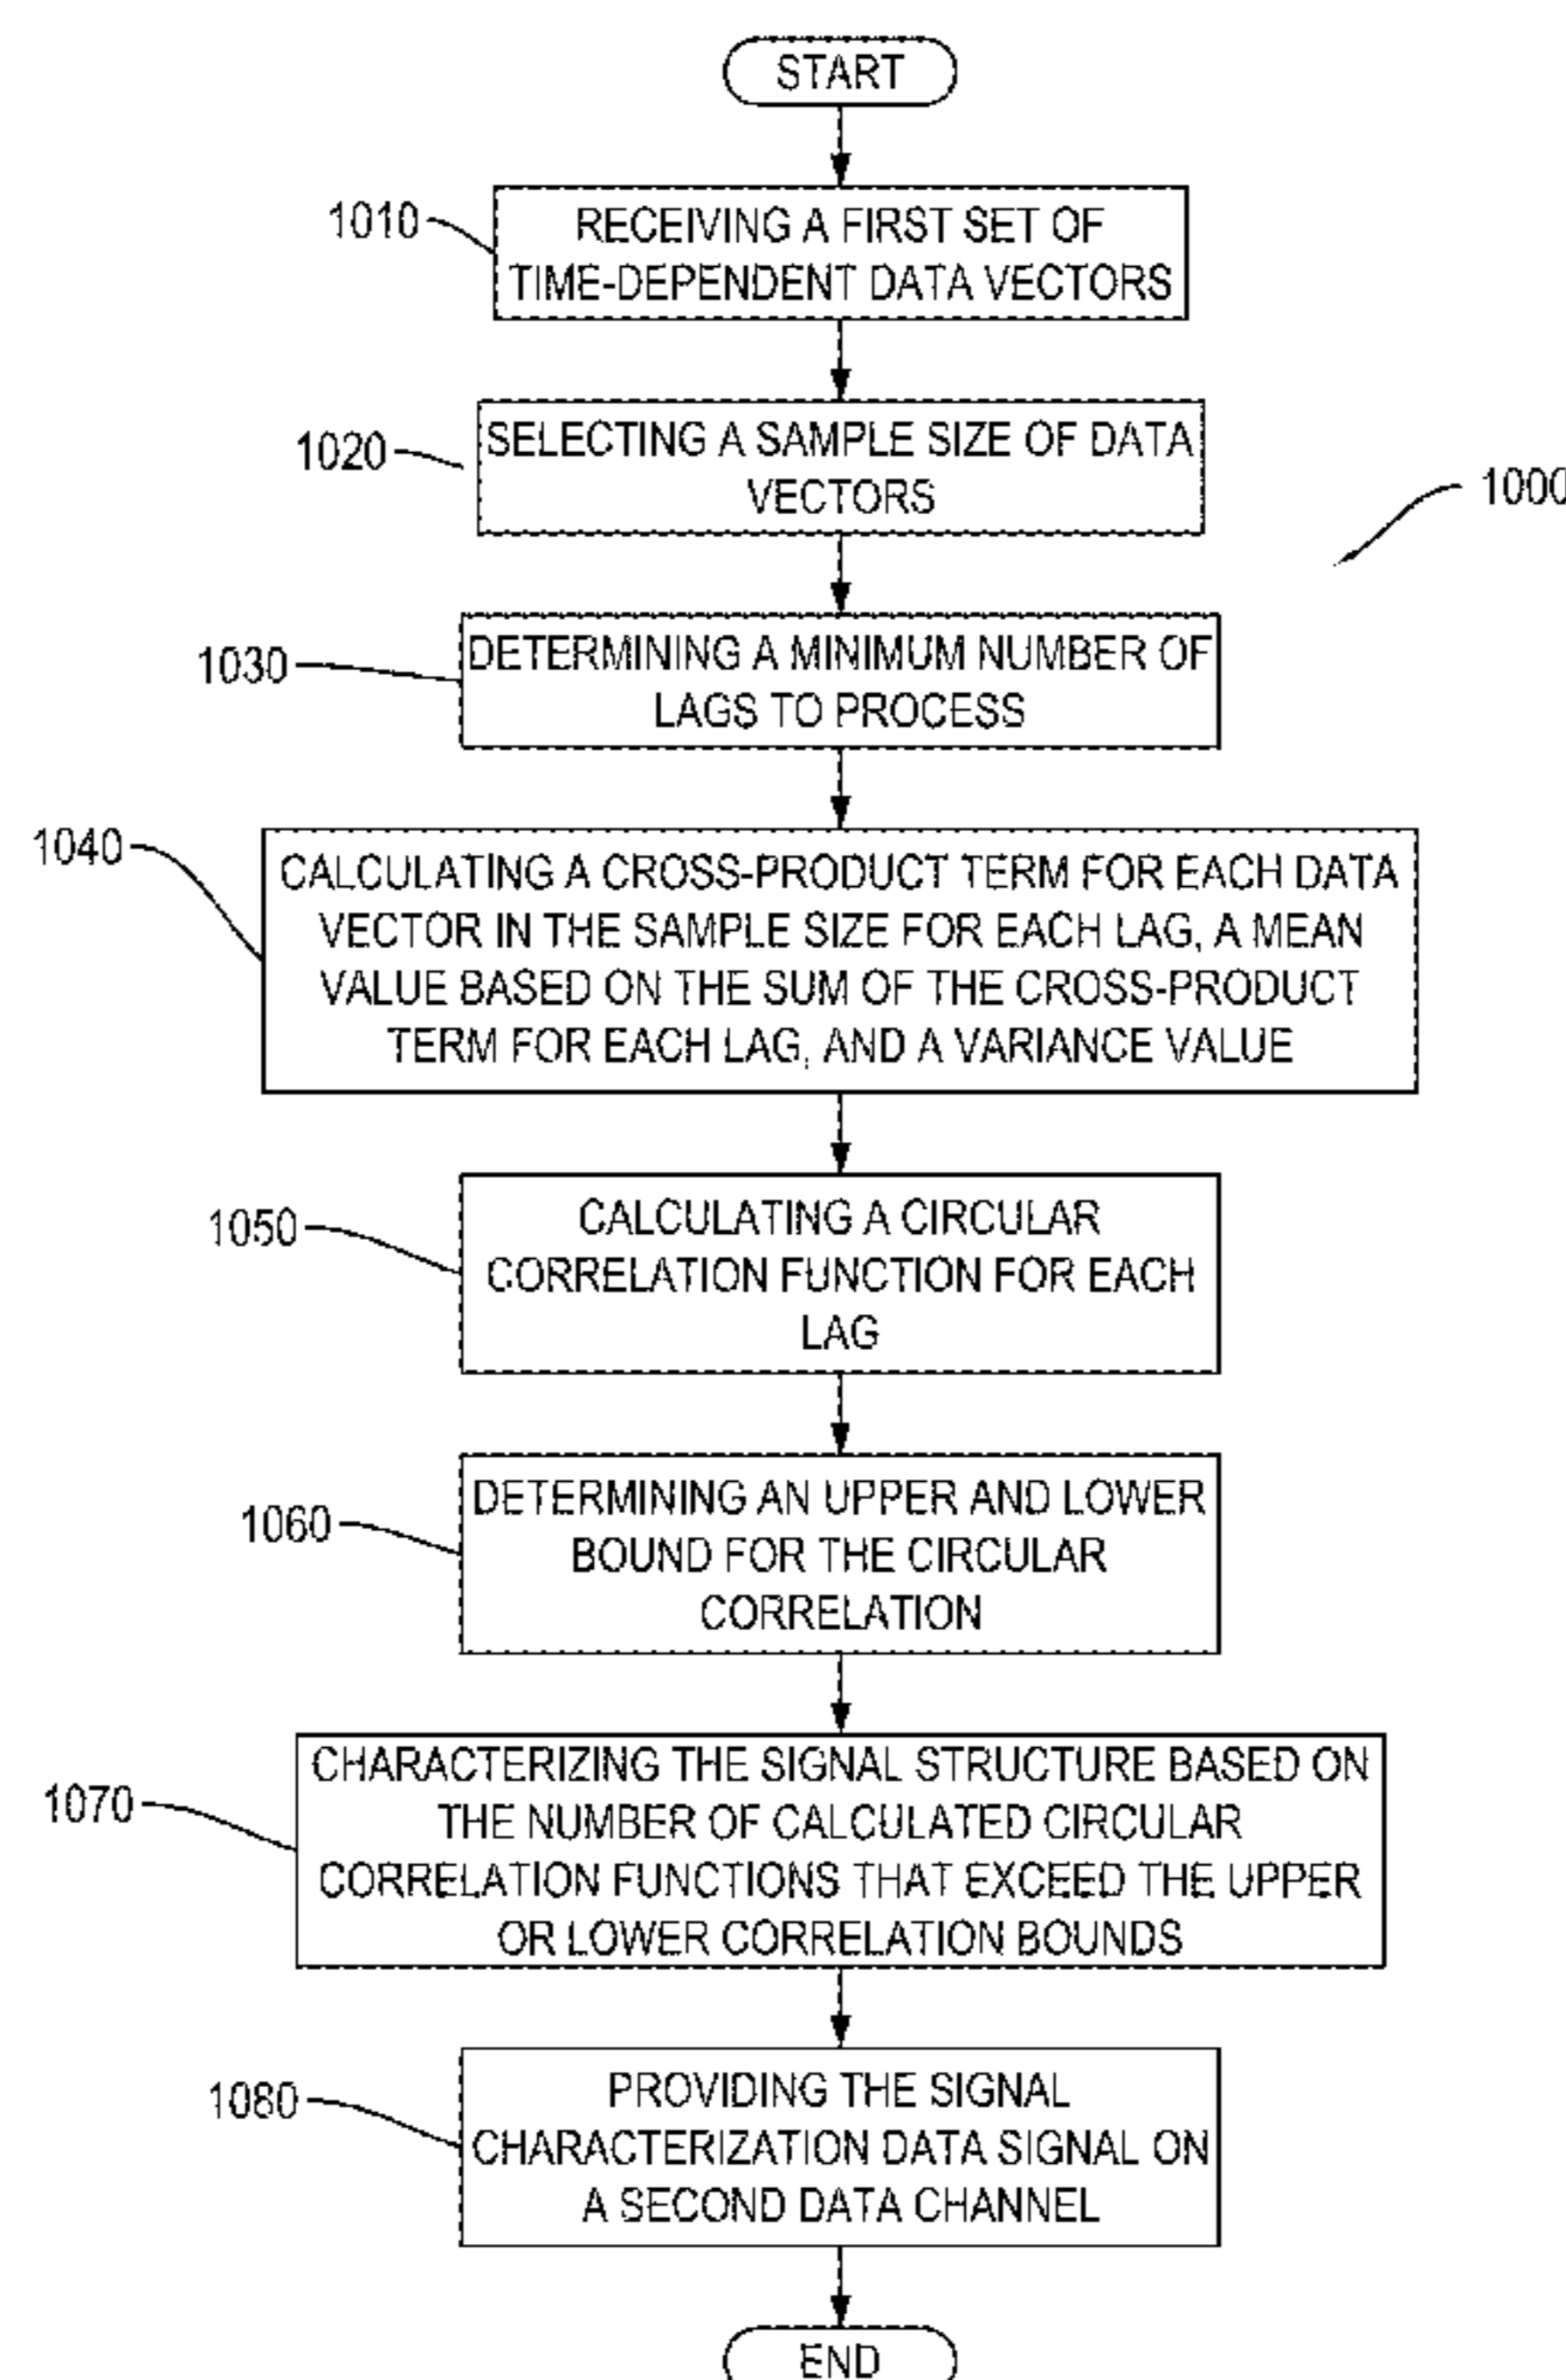 START
1010
RECEIVING A FIRST SET OF
TIME-DEPENDENT DATA VECTORS
1020
SELECTING A SAMPLE SIZE OF DATA
VECTORS
1000
1030
DETERMINING A MINIMUM NUMBER OF
LAGS TO PROCESS
1040
CALCULATING A CROSS-PRODUCT TERM FOR EACH DATA
VECTOR IN THE SAMPLE SIZE FOR EACH LAG, A MEAN
VALUE BASED ON THE SUM OF THE CROSS-PRODUCT
TERM FOR EACH LAG, AND A VARIANCE VALUE
1050
CALCULATING A CIRCULAR
CORRELATION FUNCTION FOR EACH
LAG
1060
DETERMINING AN UPPER AND LOWER
BOUND FOR THE CIRCULAR
CORRELATION
1070
CHARACTERIZING THE SIGNAL STRUCTURE BASED ON
THE NUMBER OF CALCULATED CIRCULAR
CORRELATION FUNCTIONS THAT EXCEED THE UPPER
OR LOWER CORRELATION BOUNDS
1080
PROVIDING THE SIGNAL
CHARACTERIZATION DATA SIGNAL ON
A SECOND DATA CHANNEL
END